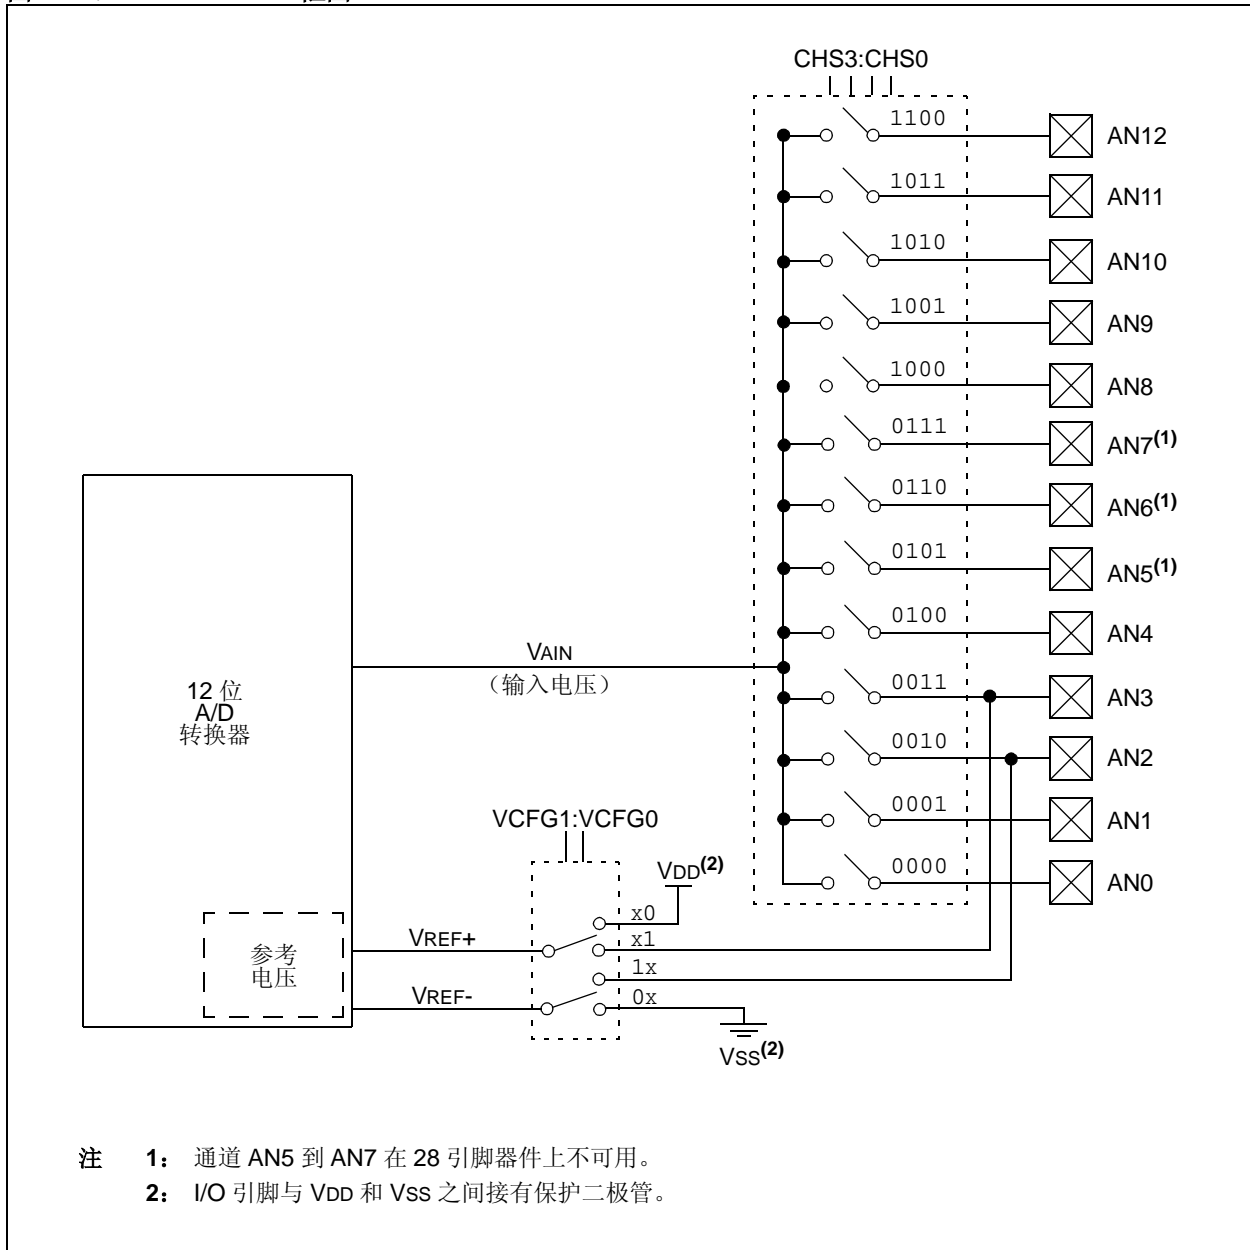 CHS3:CHS0
1100 AN12
1011 AN11
1010 AN10
1001 AN9
1000 AN8
0111 AN7(1)
0110 AN6(1)
0101 AN5(1)
0100 AN4
VAIN
（输入电压）
0011 AN3
12 位
A/D
转换器
0010 AN2
0001 AN1
VCFG1:VCFG0
0000 AN0
VDD(2)
x0
VREF+
x1
参考
电压
1x
VREF-
0x
VSS(2)
注 1： 通道 AN5 到 AN7 在 28 引脚器件上不可用。
2： I/O 引脚与 VDD 和 VSS 之间接有保护二极管。